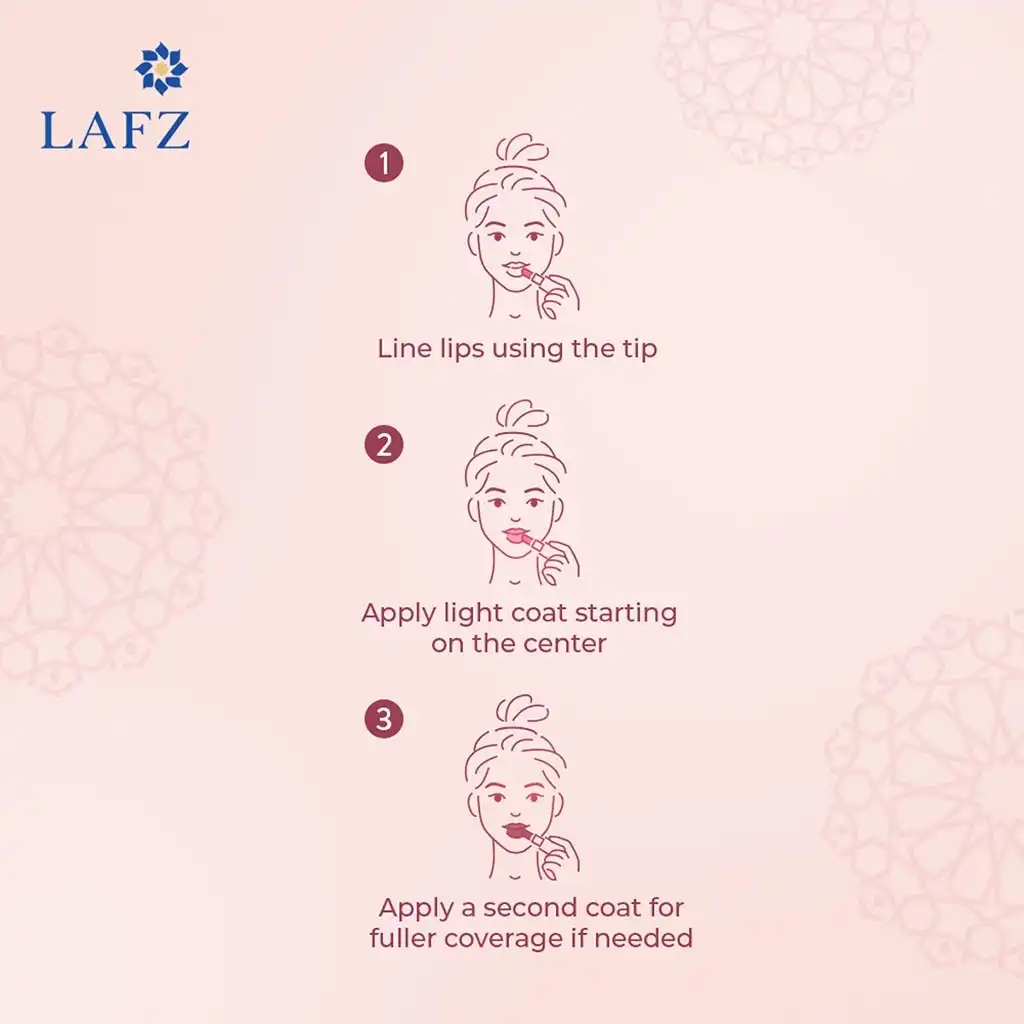 LAFZ
1
Line lips using the tip
2
Apply light coat starting
on the center
3
Apply a second coat for
fuller coverage if needed